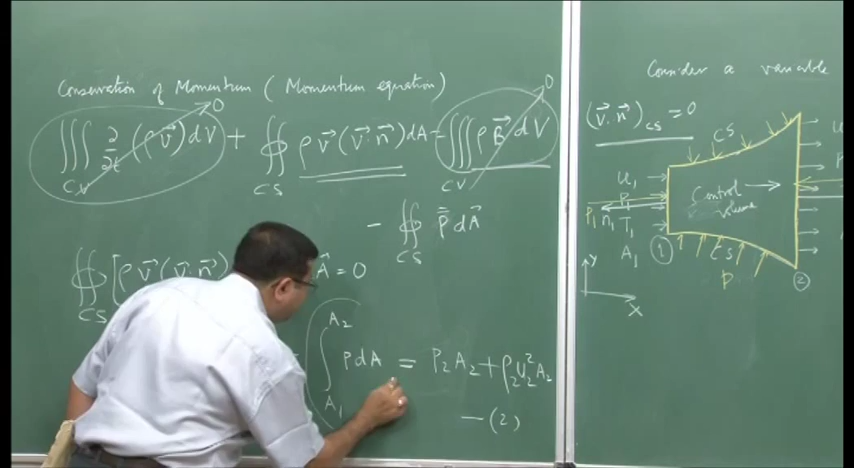 Conservation of Momentum (Momentum equation)
∭ ∂/∂t (ρv⃗)dV → 0 + ∯ ρv⃗(v⃗·n⃗)dA − ∭ ρB⃗ dV → 0
CV CS CV
− ∯ p̿ dA⃗
CS
∯ [ρv⃗(v⃗·n⃗) A⃗ = 0
CS
∫ PdA = P₂A₂ + ρ₂U₂²A₂
A₂
A₁
— (2)
Consider a variable
(v⃗·n⃗)CS = 0
CS
U₁
P₁
P₁ n₁ T₁
A₁
Control
volume
①
CS
P
②
Y
X